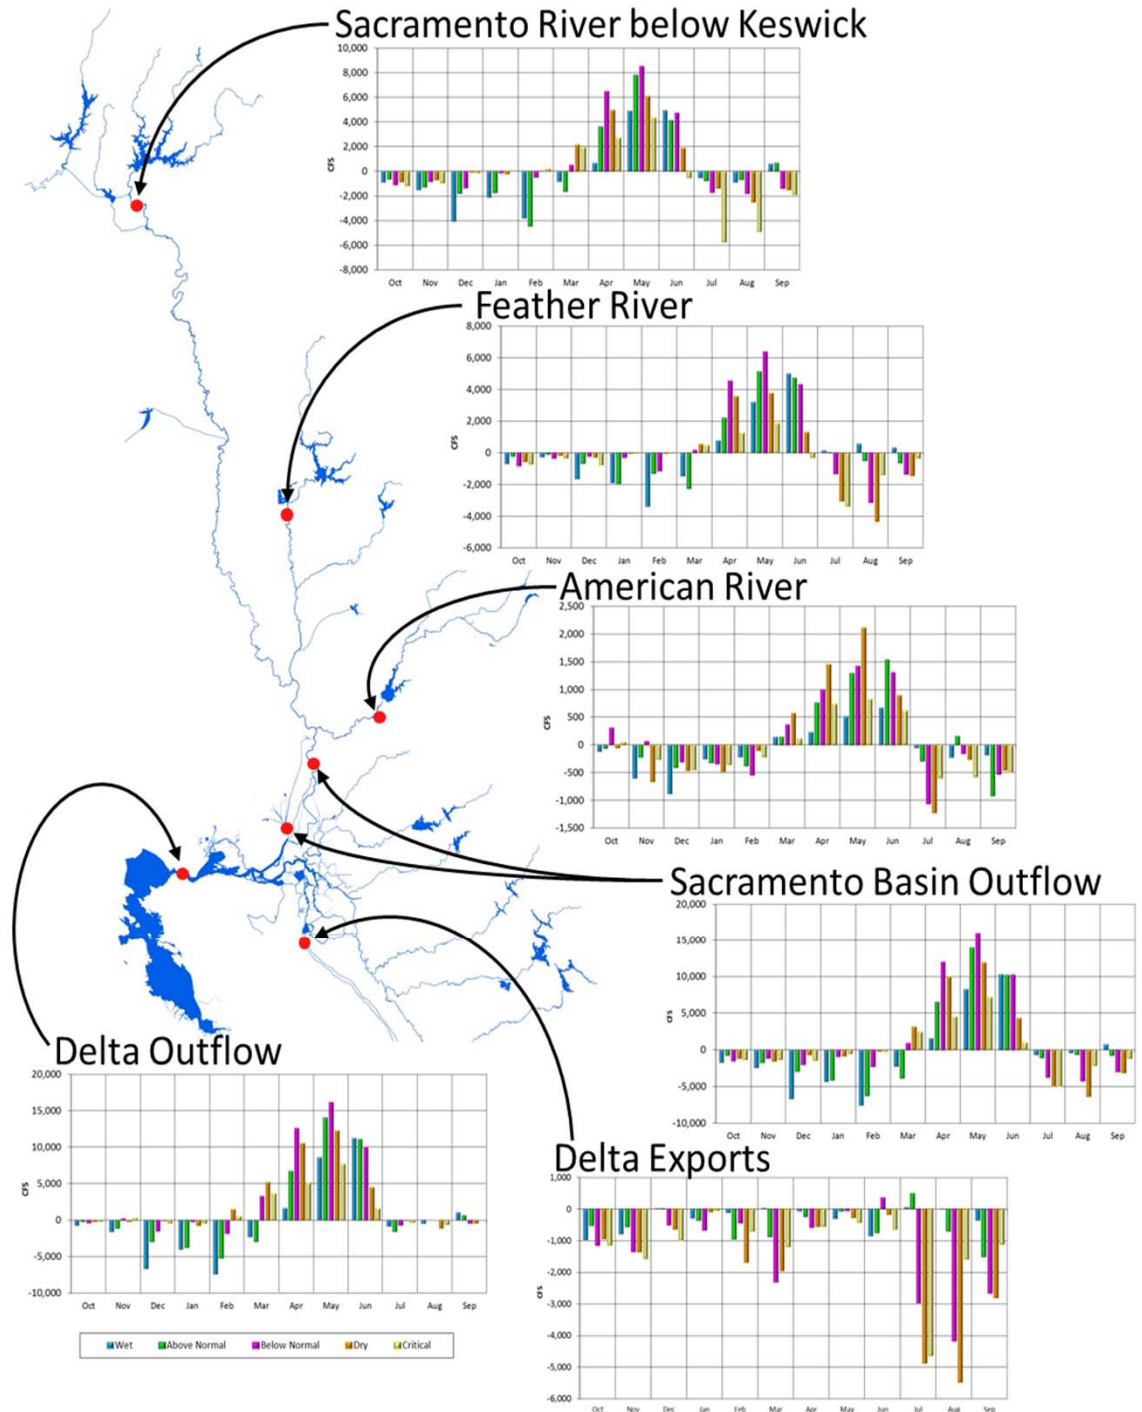 Sacramento River below Keswick
10,000
8,000
6,000
4,000
2,000
0
-2,000
-4,000
-6,000
-8,000
CFS
Oct Nov Dec Jan Feb Mar Apr May Jun Jul Aug Sep
Feather River
8,000
6,000
4,000
2,000
0
-2,000
-4,000
-6,000
CFS
Oct Nov Dec Jan Feb Mar Apr May Jun Jul Aug Sep
American River
2,500
2,000
1,500
1,000
500
0
-500
-1,000
-1,500
CFS
Oct Nov Dec Jan Feb Mar Apr May Jun Jul Aug Sep
Sacramento Basin Outflow
20,000
15,000
10,000
5,000
0
-5,000
-10,000
CFS
Oct Nov Dec Jan Feb Mar Apr May Jun Jul Aug Sep
Delta Outflow
20,000
15,000
10,000
5,000
0
-5,000
-10,000
CFS
Oct Nov Dec Jan Feb Mar Apr May Jun Jul Aug Sep
Wet Above Normal Below Normal Dry Critical
Delta Exports
1,000
0
-1,000
-2,000
-3,000
-4,000
-5,000
-6,000
CFS
Oct Nov Dec Jan Feb Mar Apr May Jun Jul Aug Sep